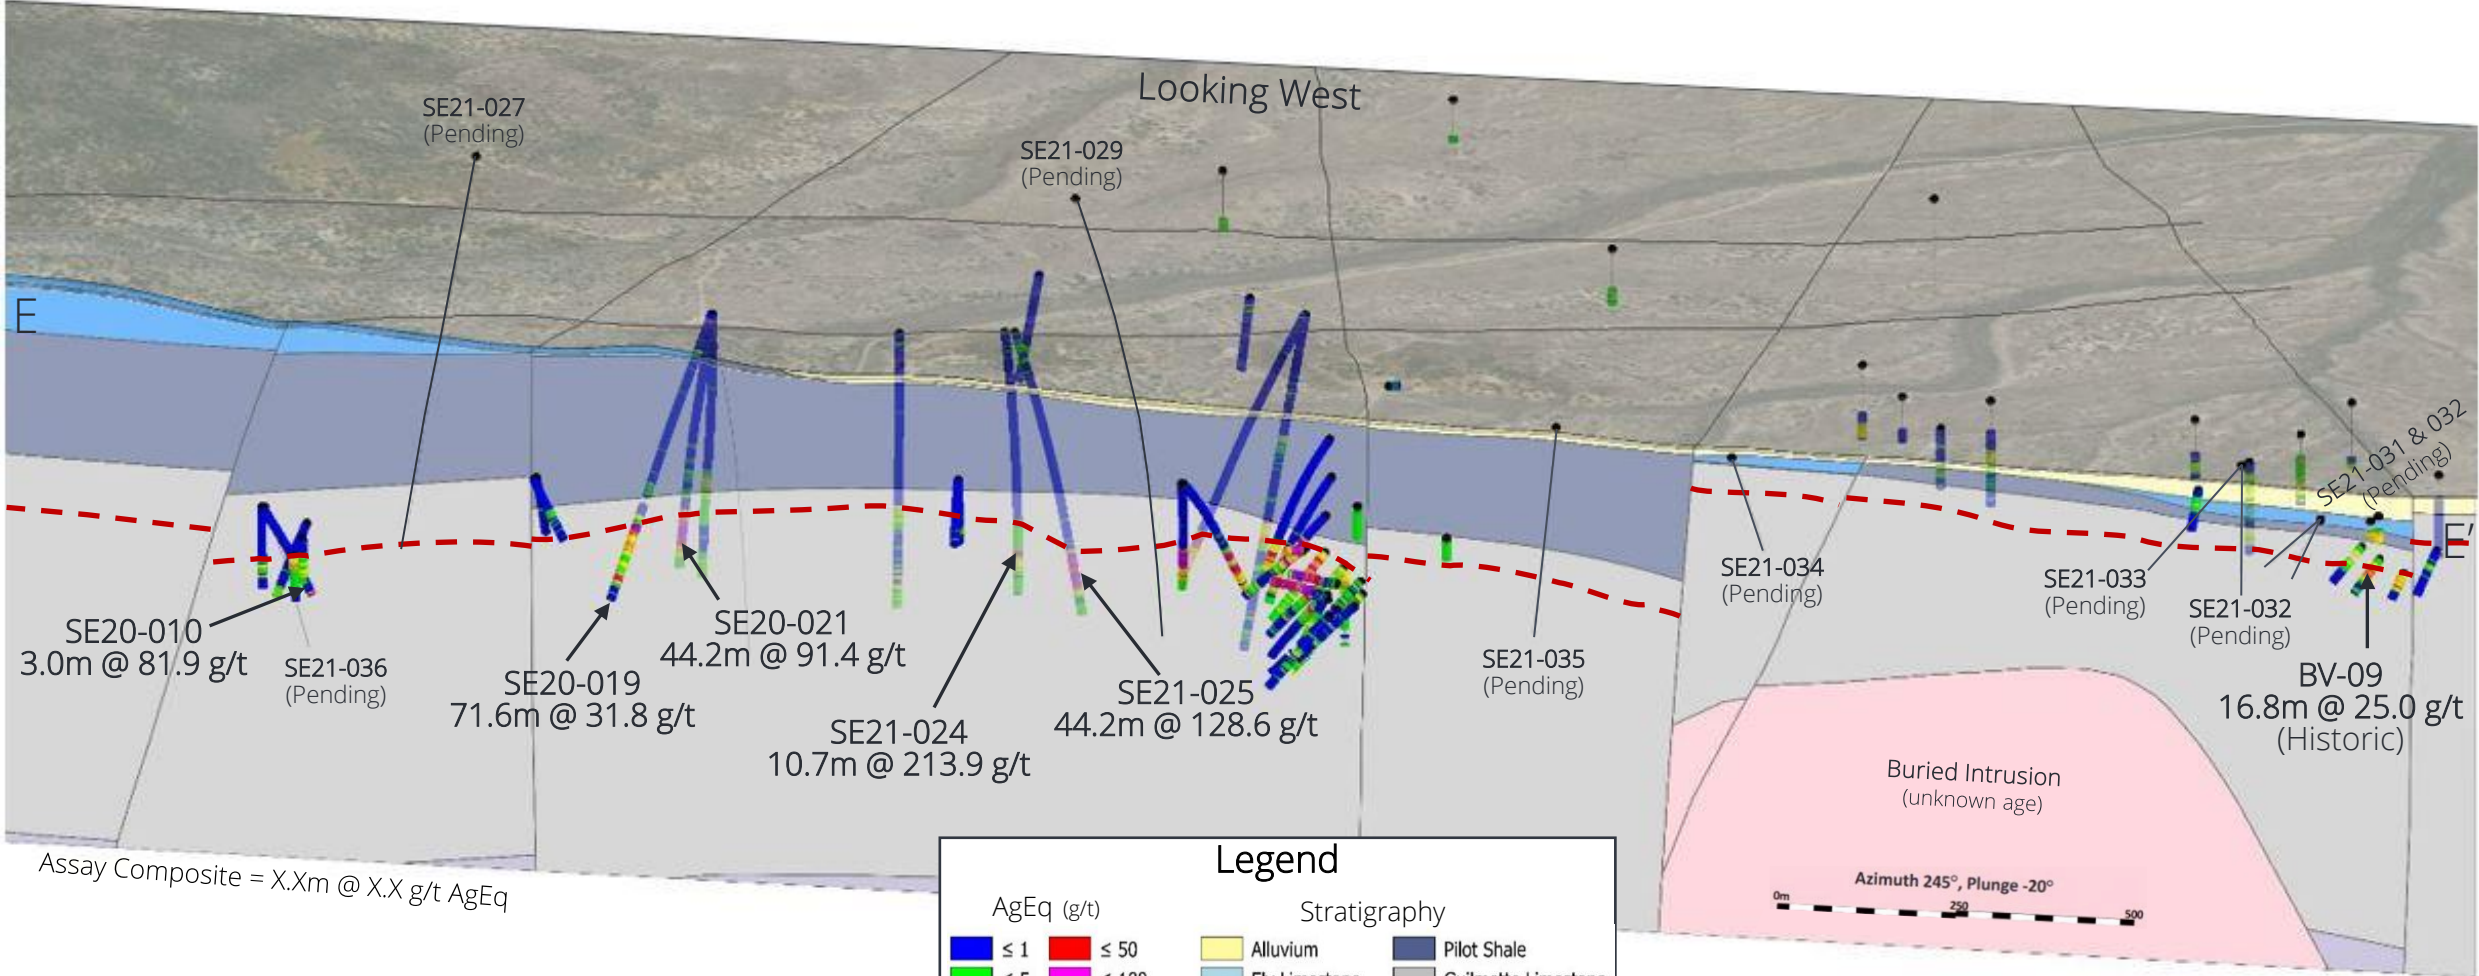 Looking West
SE21-027
(Pending)
SE21-029
(Pending)
E
SE21-031 & 032
(Pending)
E'
SE20-010
3.0m @ 81.9 g/t
SE21-036
(Pending)
SE20-019
71.6m @ 31.8 g/t
SE20-021
44.2m @ 91.4 g/t
SE21-024
10.7m @ 213.9 g/t
SE21-025
44.2m @ 128.6 g/t
SE21-035
(Pending)
SE21-034
(Pending)
SE21-033
(Pending)
SE21-032
(Pending)
BV-09
16.8m @ 25.0 g/t
(Historic)
Buried Intrusion
(unknown age)
Azimuth 245°, Plunge -20°
0m 250 500
Assay Composite = X.Xm @ X.X g/t AgEq
Legend
AgEq (g/t)
Stratigraphy
≤ 1 ≤ 50 Alluvium Pilot Shale